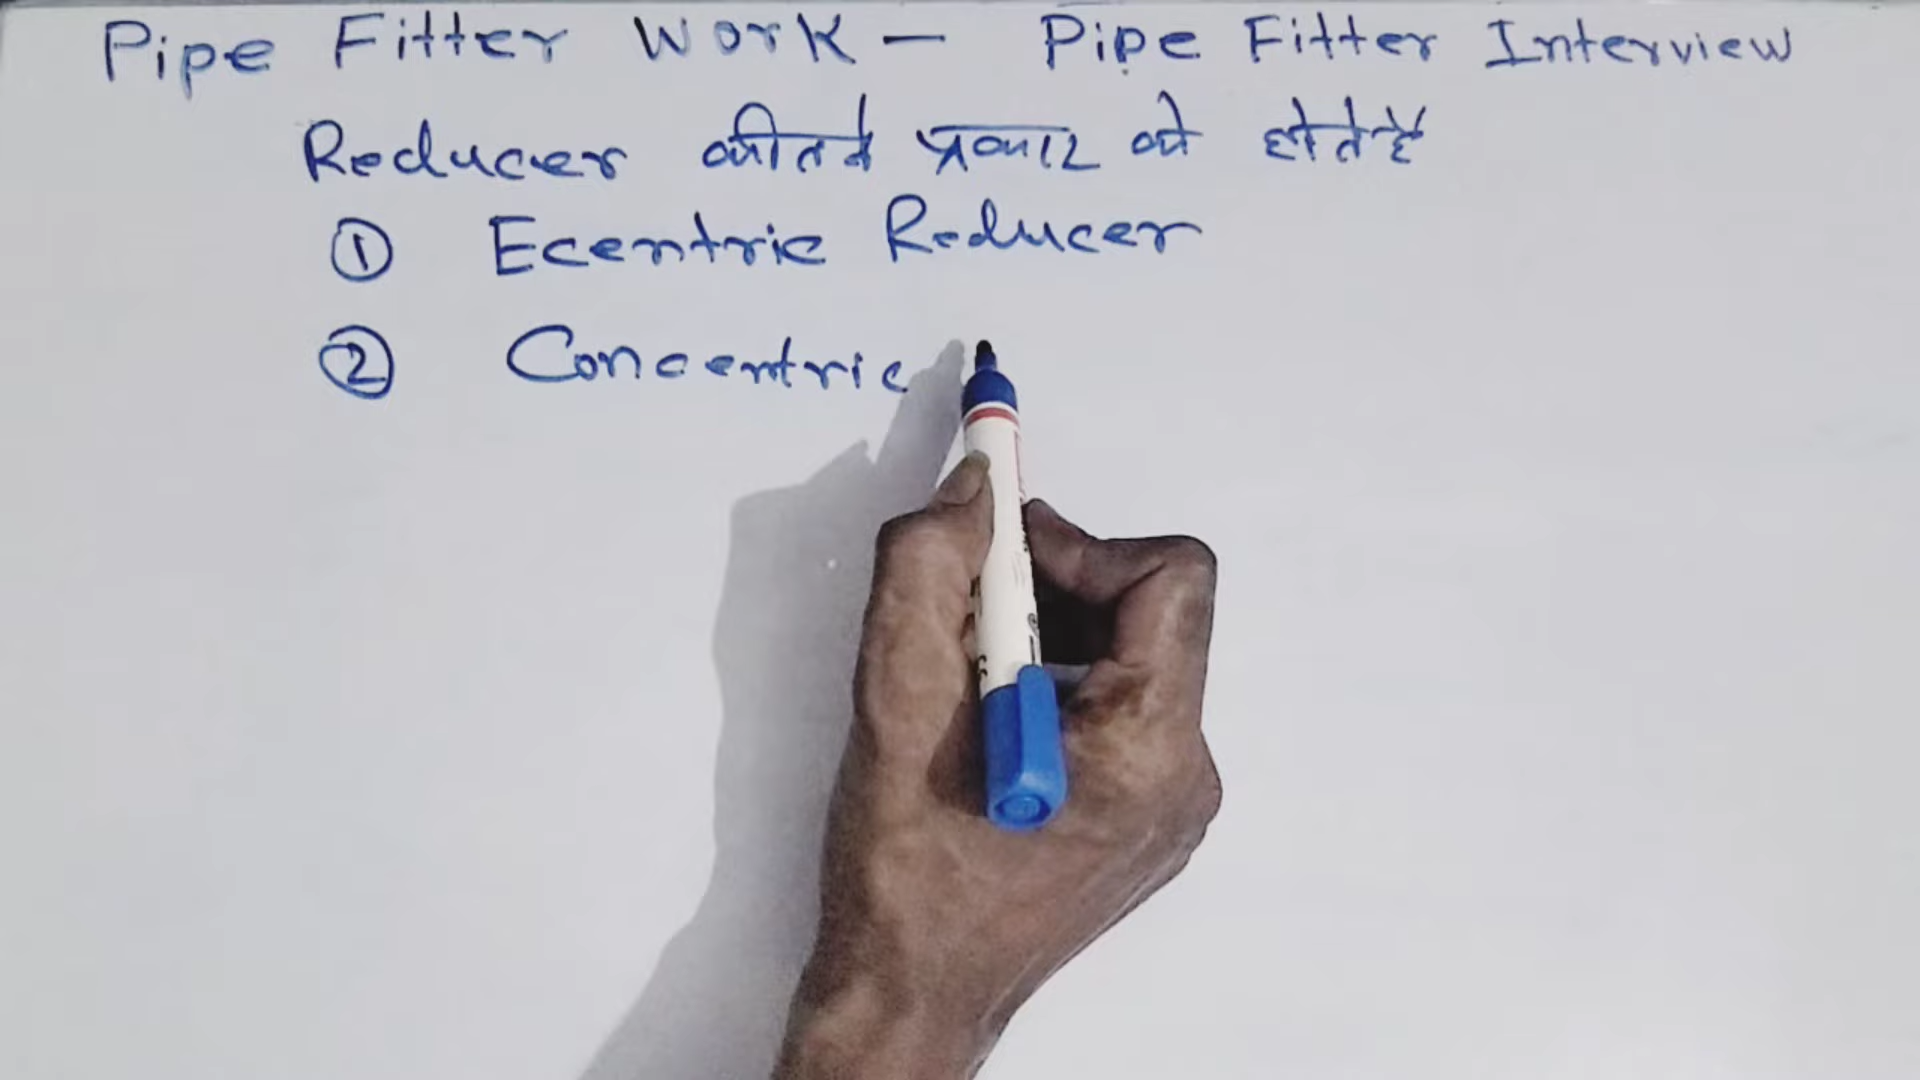 Pipe Fitter Work - Pipe Fitter Interview
Reducer कीतने प्रकार के होते हैं
① Ecentric Reducer
② Concentric